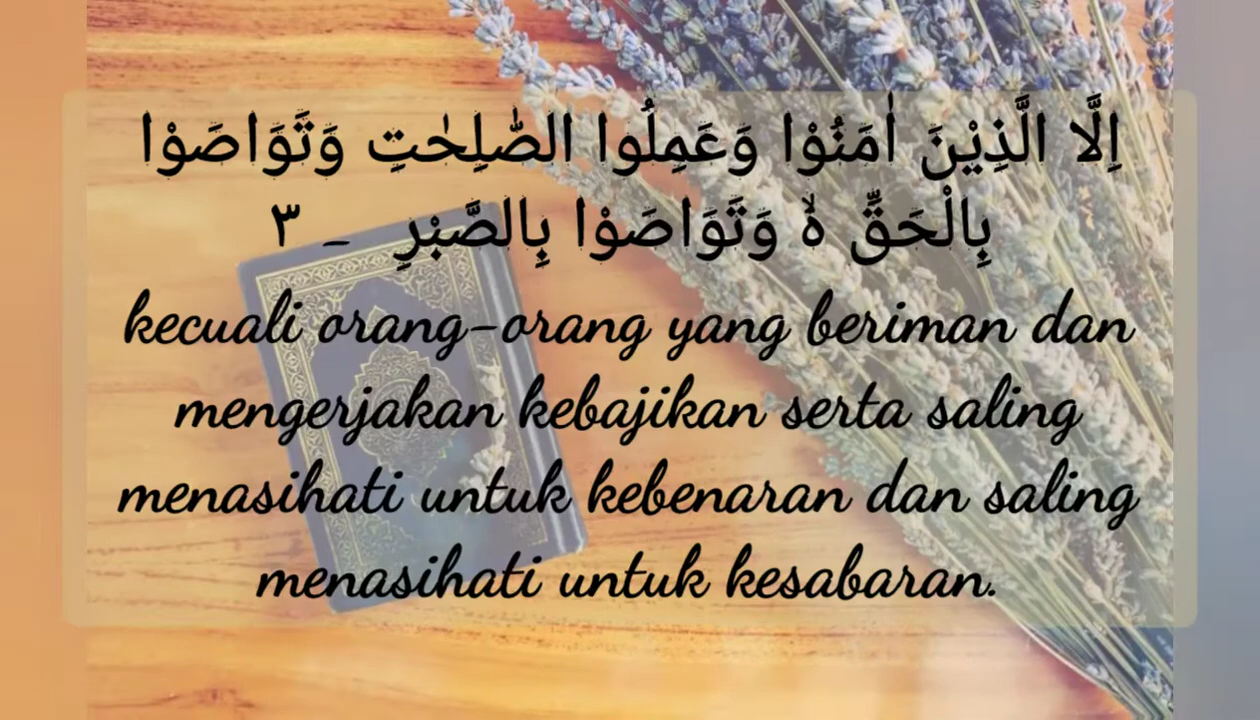 اِلَّا الَّذِيْنَ اٰمَنُوْا وَعَمِلُوا الصّٰلِحٰتِ وَتَوَاصَوْا
بِالْحَقِّ ەۙ وَتَوَاصَوْا بِالصَّبْرِ ࣖ - ٣
kecuali orang-orang yang beriman dan
mengerjakan kebajikan serta saling
menasihati untuk kebenaran dan saling
menasihati untuk kesabaran.